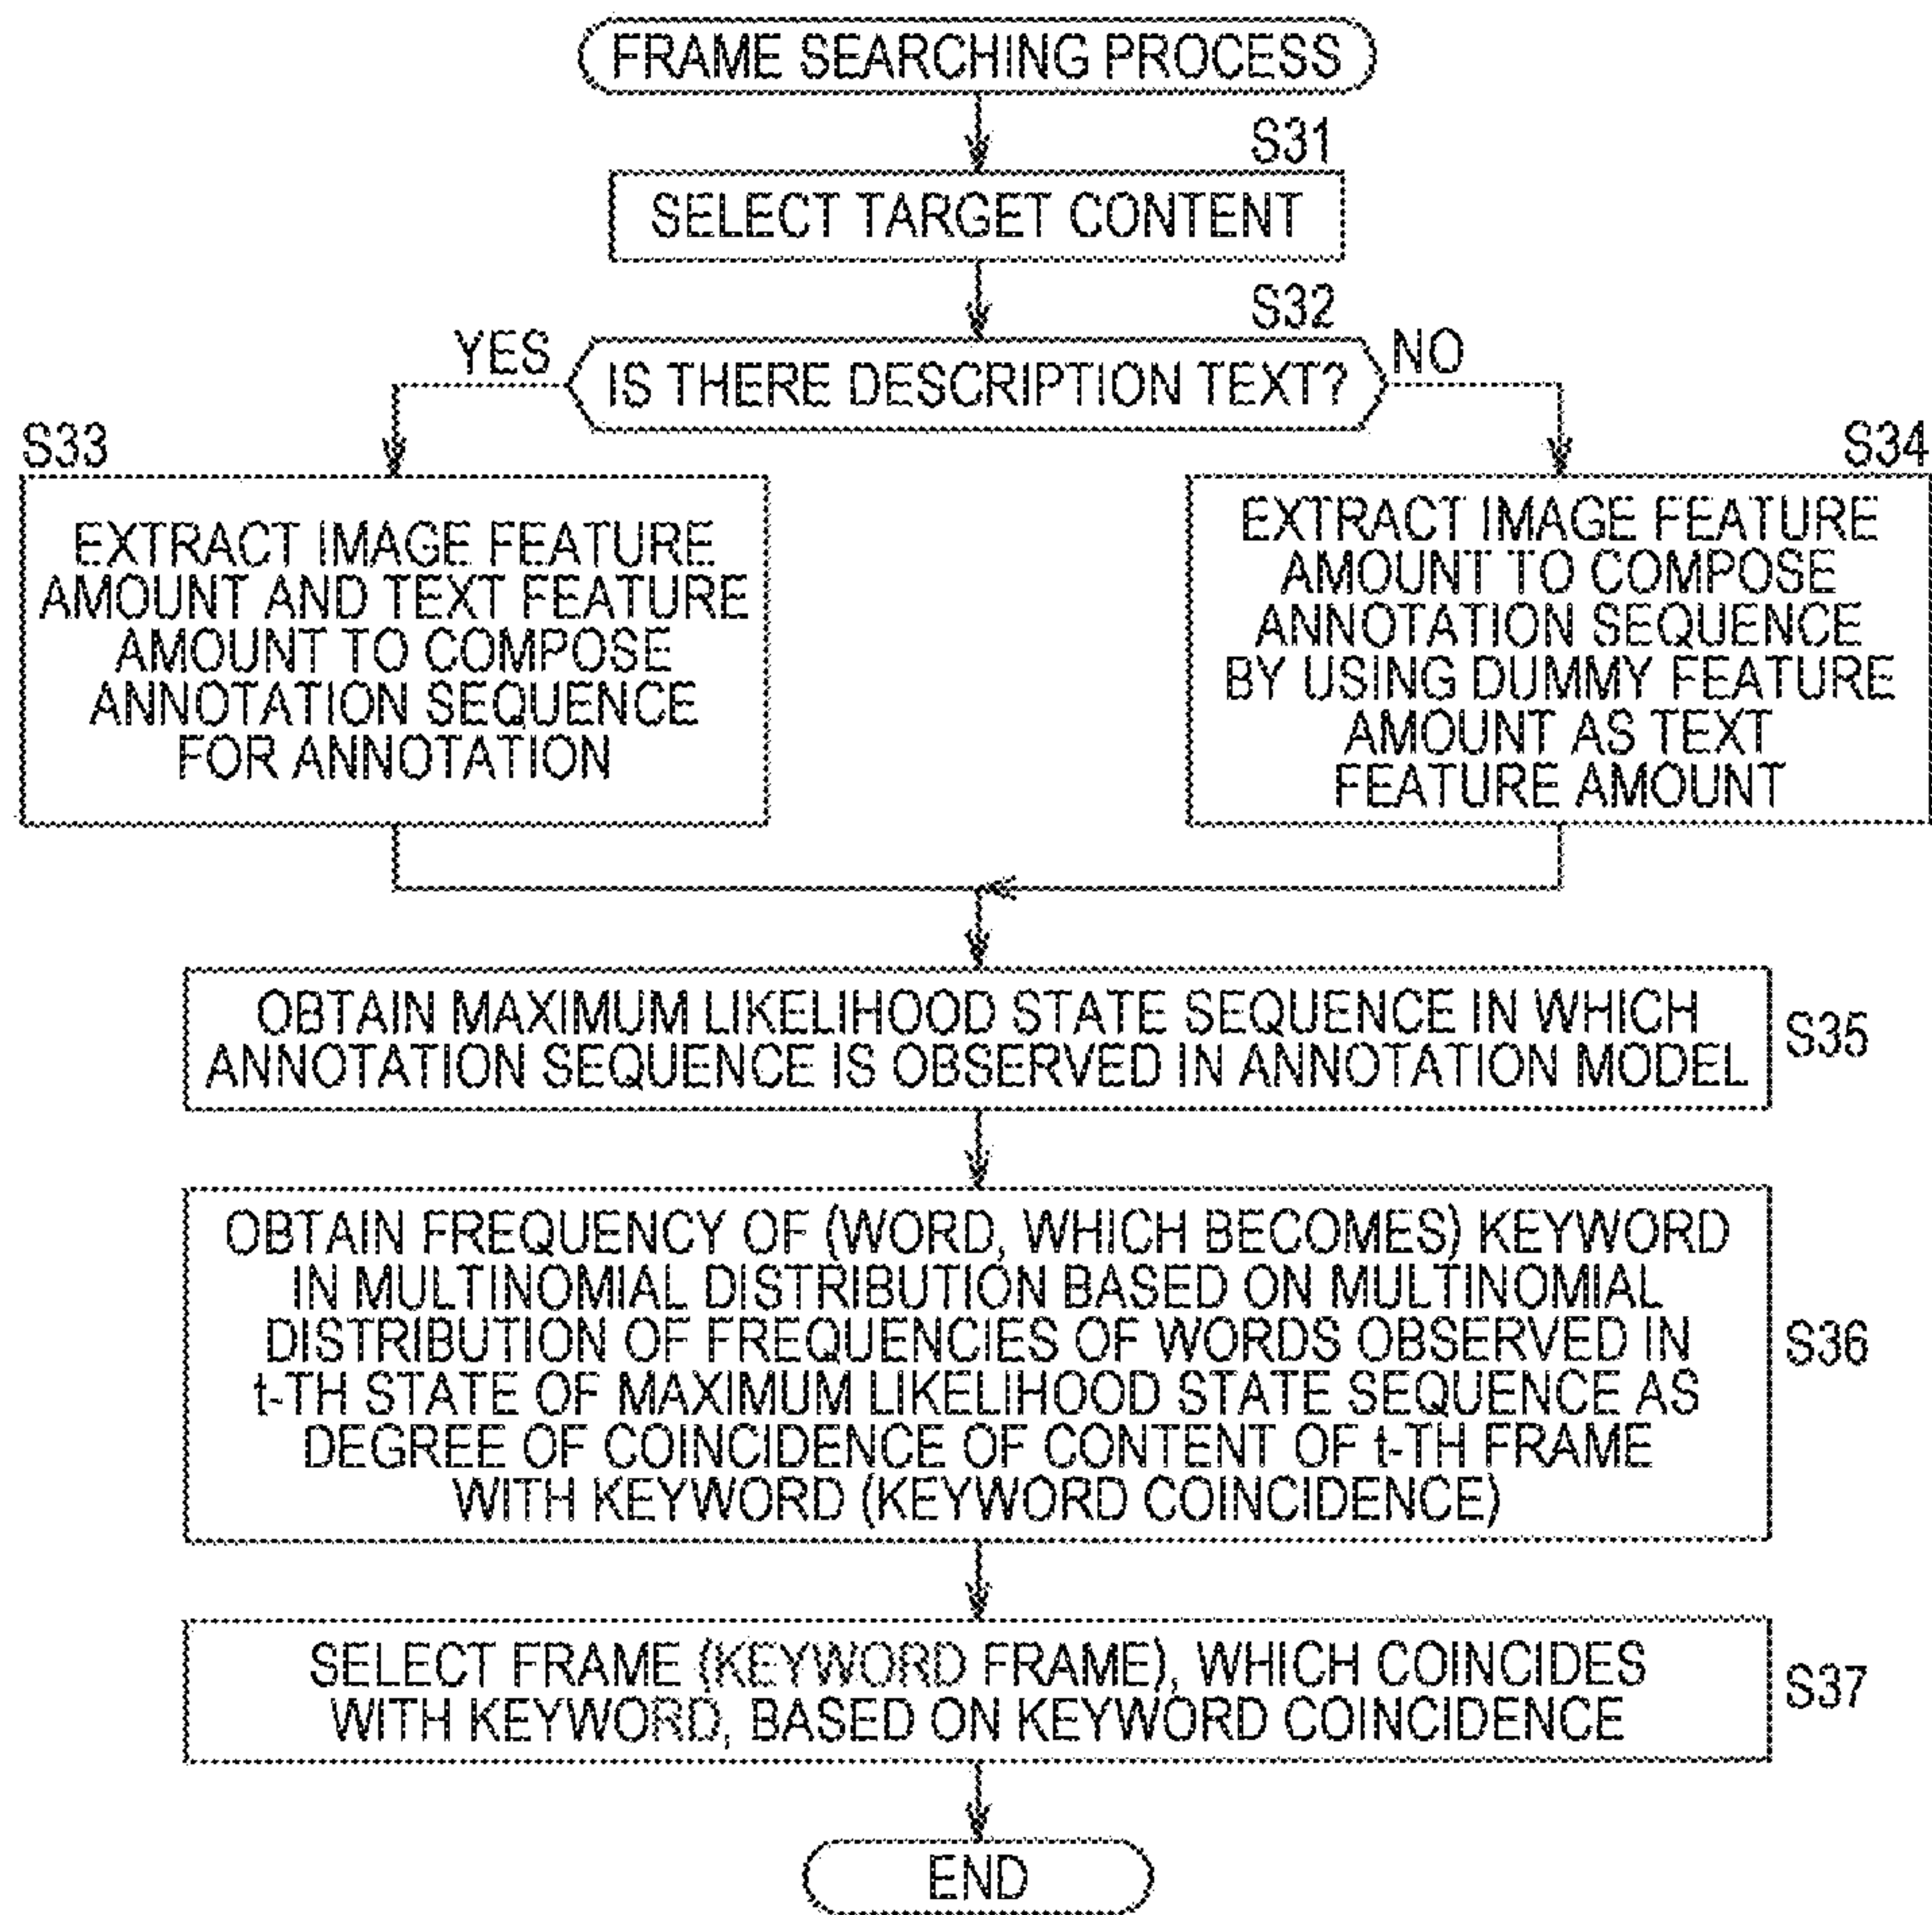 FRAME SEARCHING PROCESS
S31
SELECT TARGET CONTENT
S32
YES
IS THERE DESCRIPTION TEXT?
NO
S33
EXTRACT IMAGE FEATURE
AMOUNT AND TEXT FEATURE
AMOUNT TO COMPOSE
ANNOTATION SEQUENCE
FOR ANNOTATION
S34
EXTRACT IMAGE FEATURE
AMOUNT TO COMPOSE
ANNOTATION SEQUENCE
BY USING DUMMY FEATURE
AMOUNT AS TEXT
FEATURE AMOUNT
OBTAIN MAXIMUM LIKELIHOOD STATE SEQUENCE IN WHICH
ANNOTATION SEQUENCE IS OBSERVED IN ANNOTATION MODEL
S35
OBTAIN FREQUENCY OF (WORD, WHICH BECOMES) KEYWORD
IN MULTINOMIAL DISTRIBUTION BASED ON MULTINOMIAL
DISTRIBUTION OF FREQUENCIES OF WORDS OBSERVED IN
t-TH STATE OF MAXIMUM LIKELIHOOD STATE SEQUENCE AS
DEGREE OF COINCIDENCE OF CONTENT OF t-TH FRAME
WITH KEYWORD (KEYWORD COINCIDENCE)
S36
SELECT FRAME (KEYWORD FRAME), WHICH COINCIDES
WITH KEYWORD, BASED ON KEYWORD COINCIDENCE
S37
END